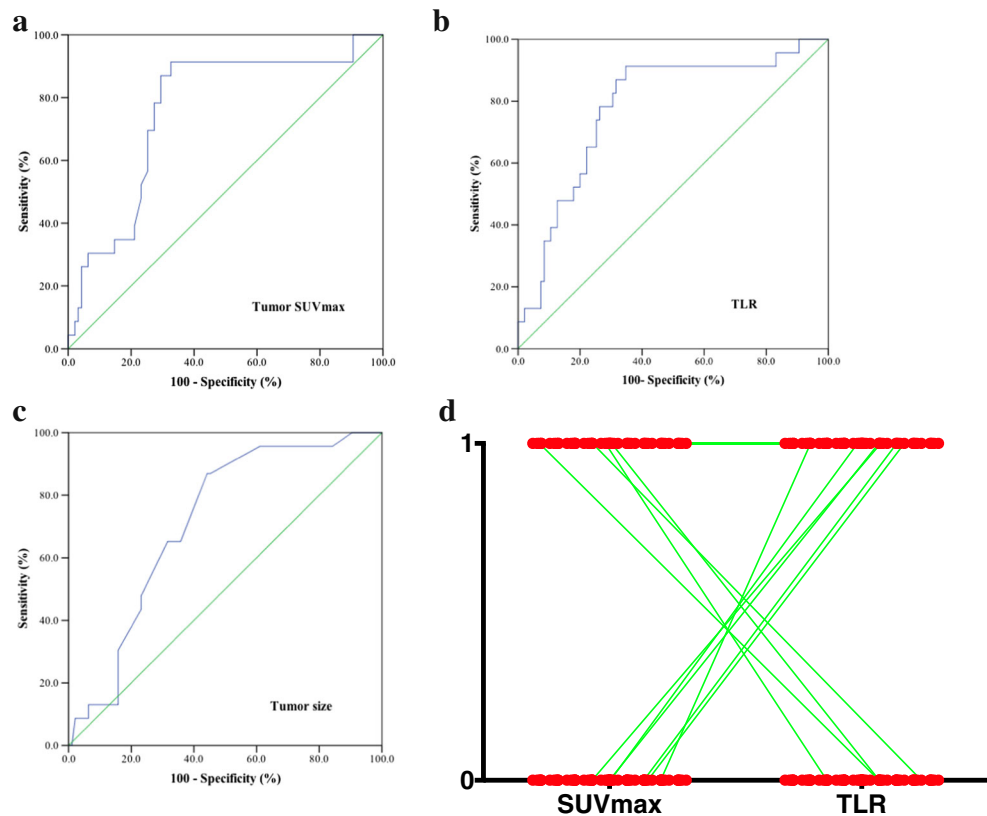 a
100.0
80.0
60.0
40.0
20.0
0.0
Sensitivity (%)
Tumor SUVmax
0.0 20.0 40.0 60.0 80.0 100.0
100 - Specificity (%)
b
100.0
80.0
60.0
40.0
20.0
0.0
Sensitivity (%)
TLR
0.0 20.0 40.0 60.0 80.0 100.0
100- Specificity (%)
c
100.0
80.0
60.0
40.0
20.0
0.0
Sensitivity (%)
Tumor size
0.0 20.0 40.0 60.0 80.0 100.0
100 - Specificity (%)
d
1
0
SUVmax TLR